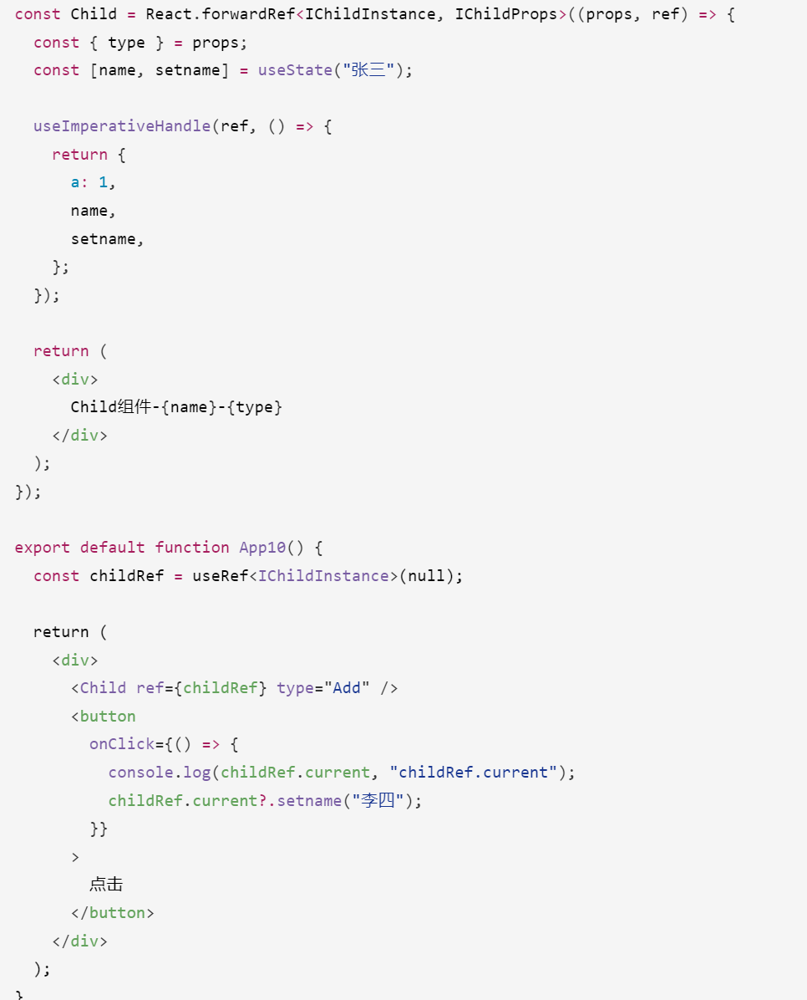 const Child = React.forwardRef<IChildInstance, IChildProps>((props, ref) => {
  const { type } = props;
  const [name, setname] = useState("张三");

  useImperativeHandle(ref, () => {
    return {
      a: 1,
      name,
      setname,
    };
  });

  return (
    <div>
      Child组件-{name}-{type}
    </div>
  );
});

export default function App10() {
  const childRef = useRef<IChildInstance>(null);

  return (
    <div>
      <Child ref={childRef} type="Add" />
      <button
        onClick={() => {
          console.log(childRef.current, "childRef.current");
          childRef.current?.setname("李四");
        }}
      >
        点击
      </button>
    </div>
  );
}